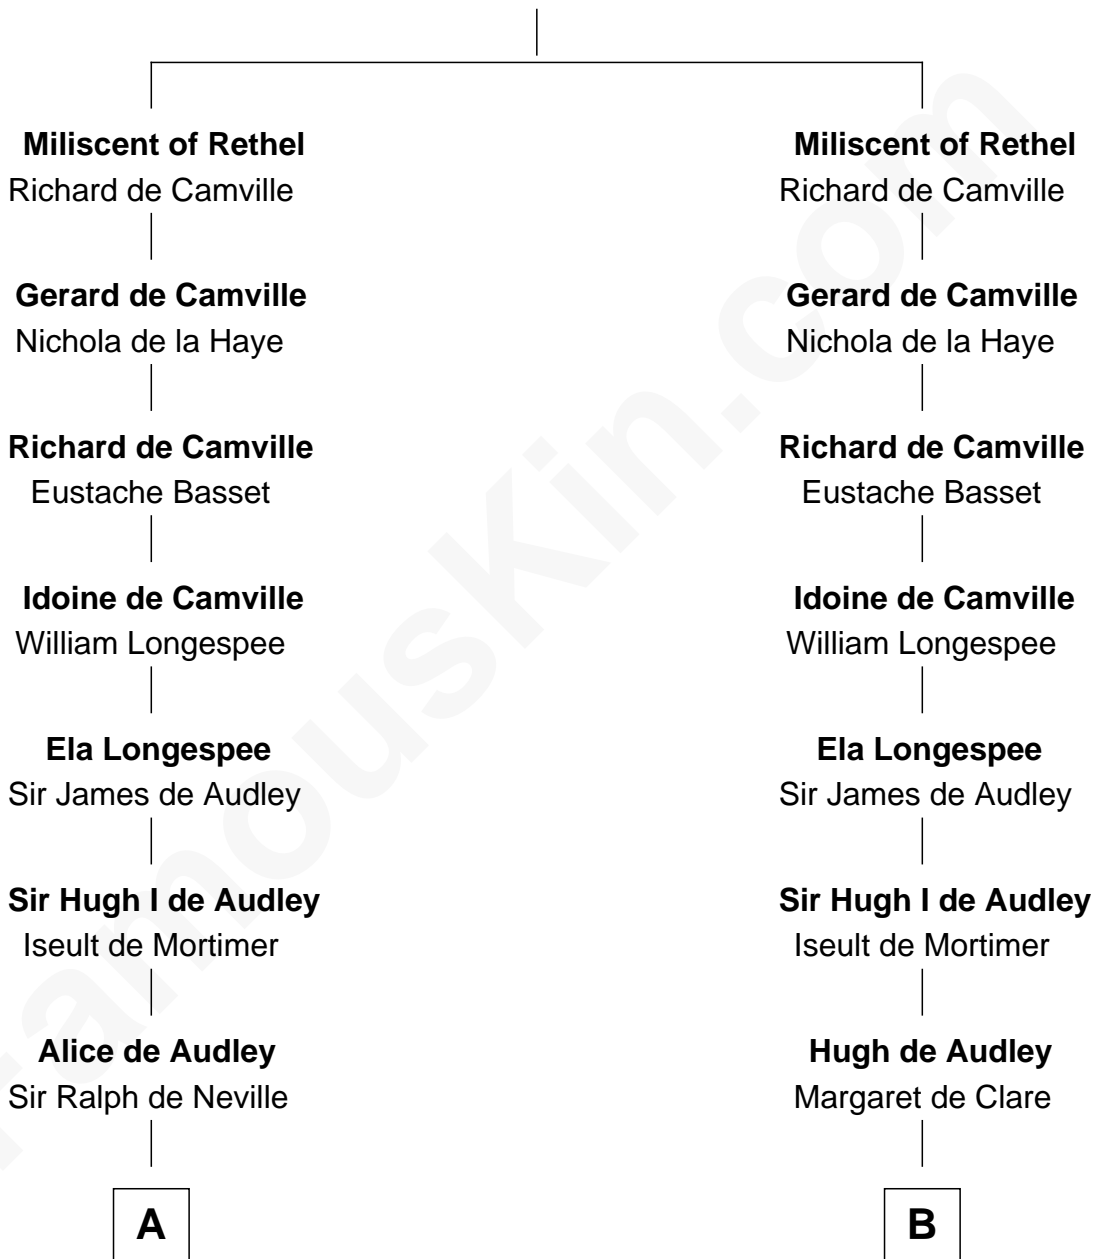 Miliscent of Rethel
Richard de Camville
Gerard de Camville
Nichola de la Haye
Richard de Camville
Eustache Basset
Idoine de Camville
William Longespee
Ela Longespee
Sir James de Audley
Sir Hugh I de Audley
Iseult de Mortimer
Alice de Audley
Sir Ralph de Neville
A
Miliscent of Rethel
Richard de Camville
Gerard de Camville
Nichola de la Haye
Richard de Camville
Eustache Basset
Idoine de Camville
William Longespee
Ela Longespee
Sir James de Audley
Sir Hugh I de Audley
Iseult de Mortimer
Hugh de Audley
Margaret de Clare
B
FamousKin.com